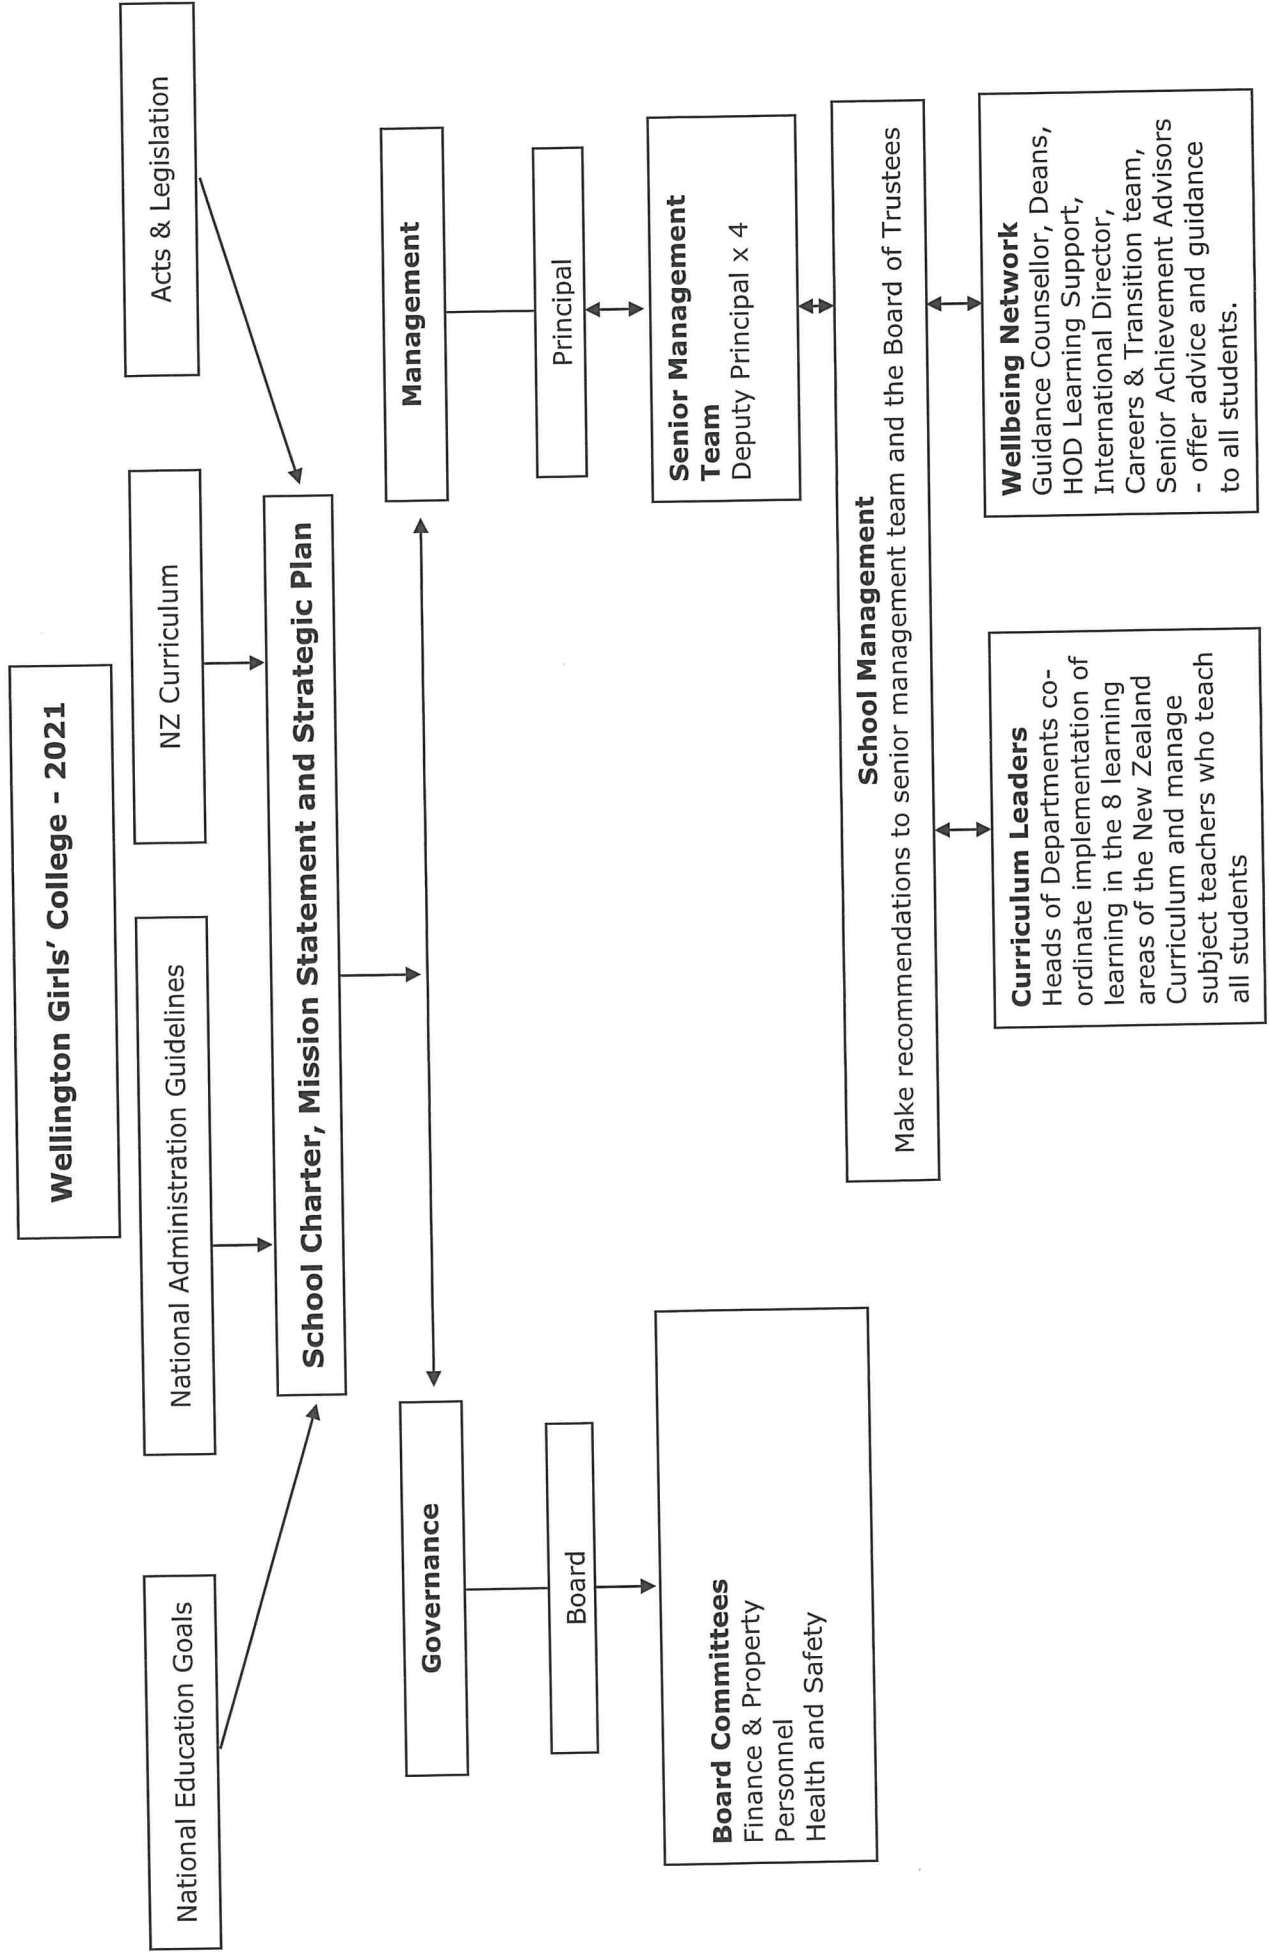 Wellington Girls’ College - 2021
National Education Goals
National Administration Guidelines
NZ Curriculum
Acts & Legislation
School Charter, Mission Statement and Strategic Plan
Governance
Management
Board
Principal
Board Committees
Finance & Property
Personnel
Health and Safety
Senior Management
Team
Deputy Principal x 4
School Management
Make recommendations to senior management team and the Board of Trustees
Curriculum Leaders
Heads of Departments co-
ordinate implementation of
learning in the 8 learning
areas of the New Zealand
Curriculum and manage
subject teachers who teach
all students
Wellbeing Network
Guidance Counsellor, Deans,
HOD Learning Support,
International Director,
Careers & Transition team,
Senior Achievement Advisors
- offer advice and guidance
to all students.